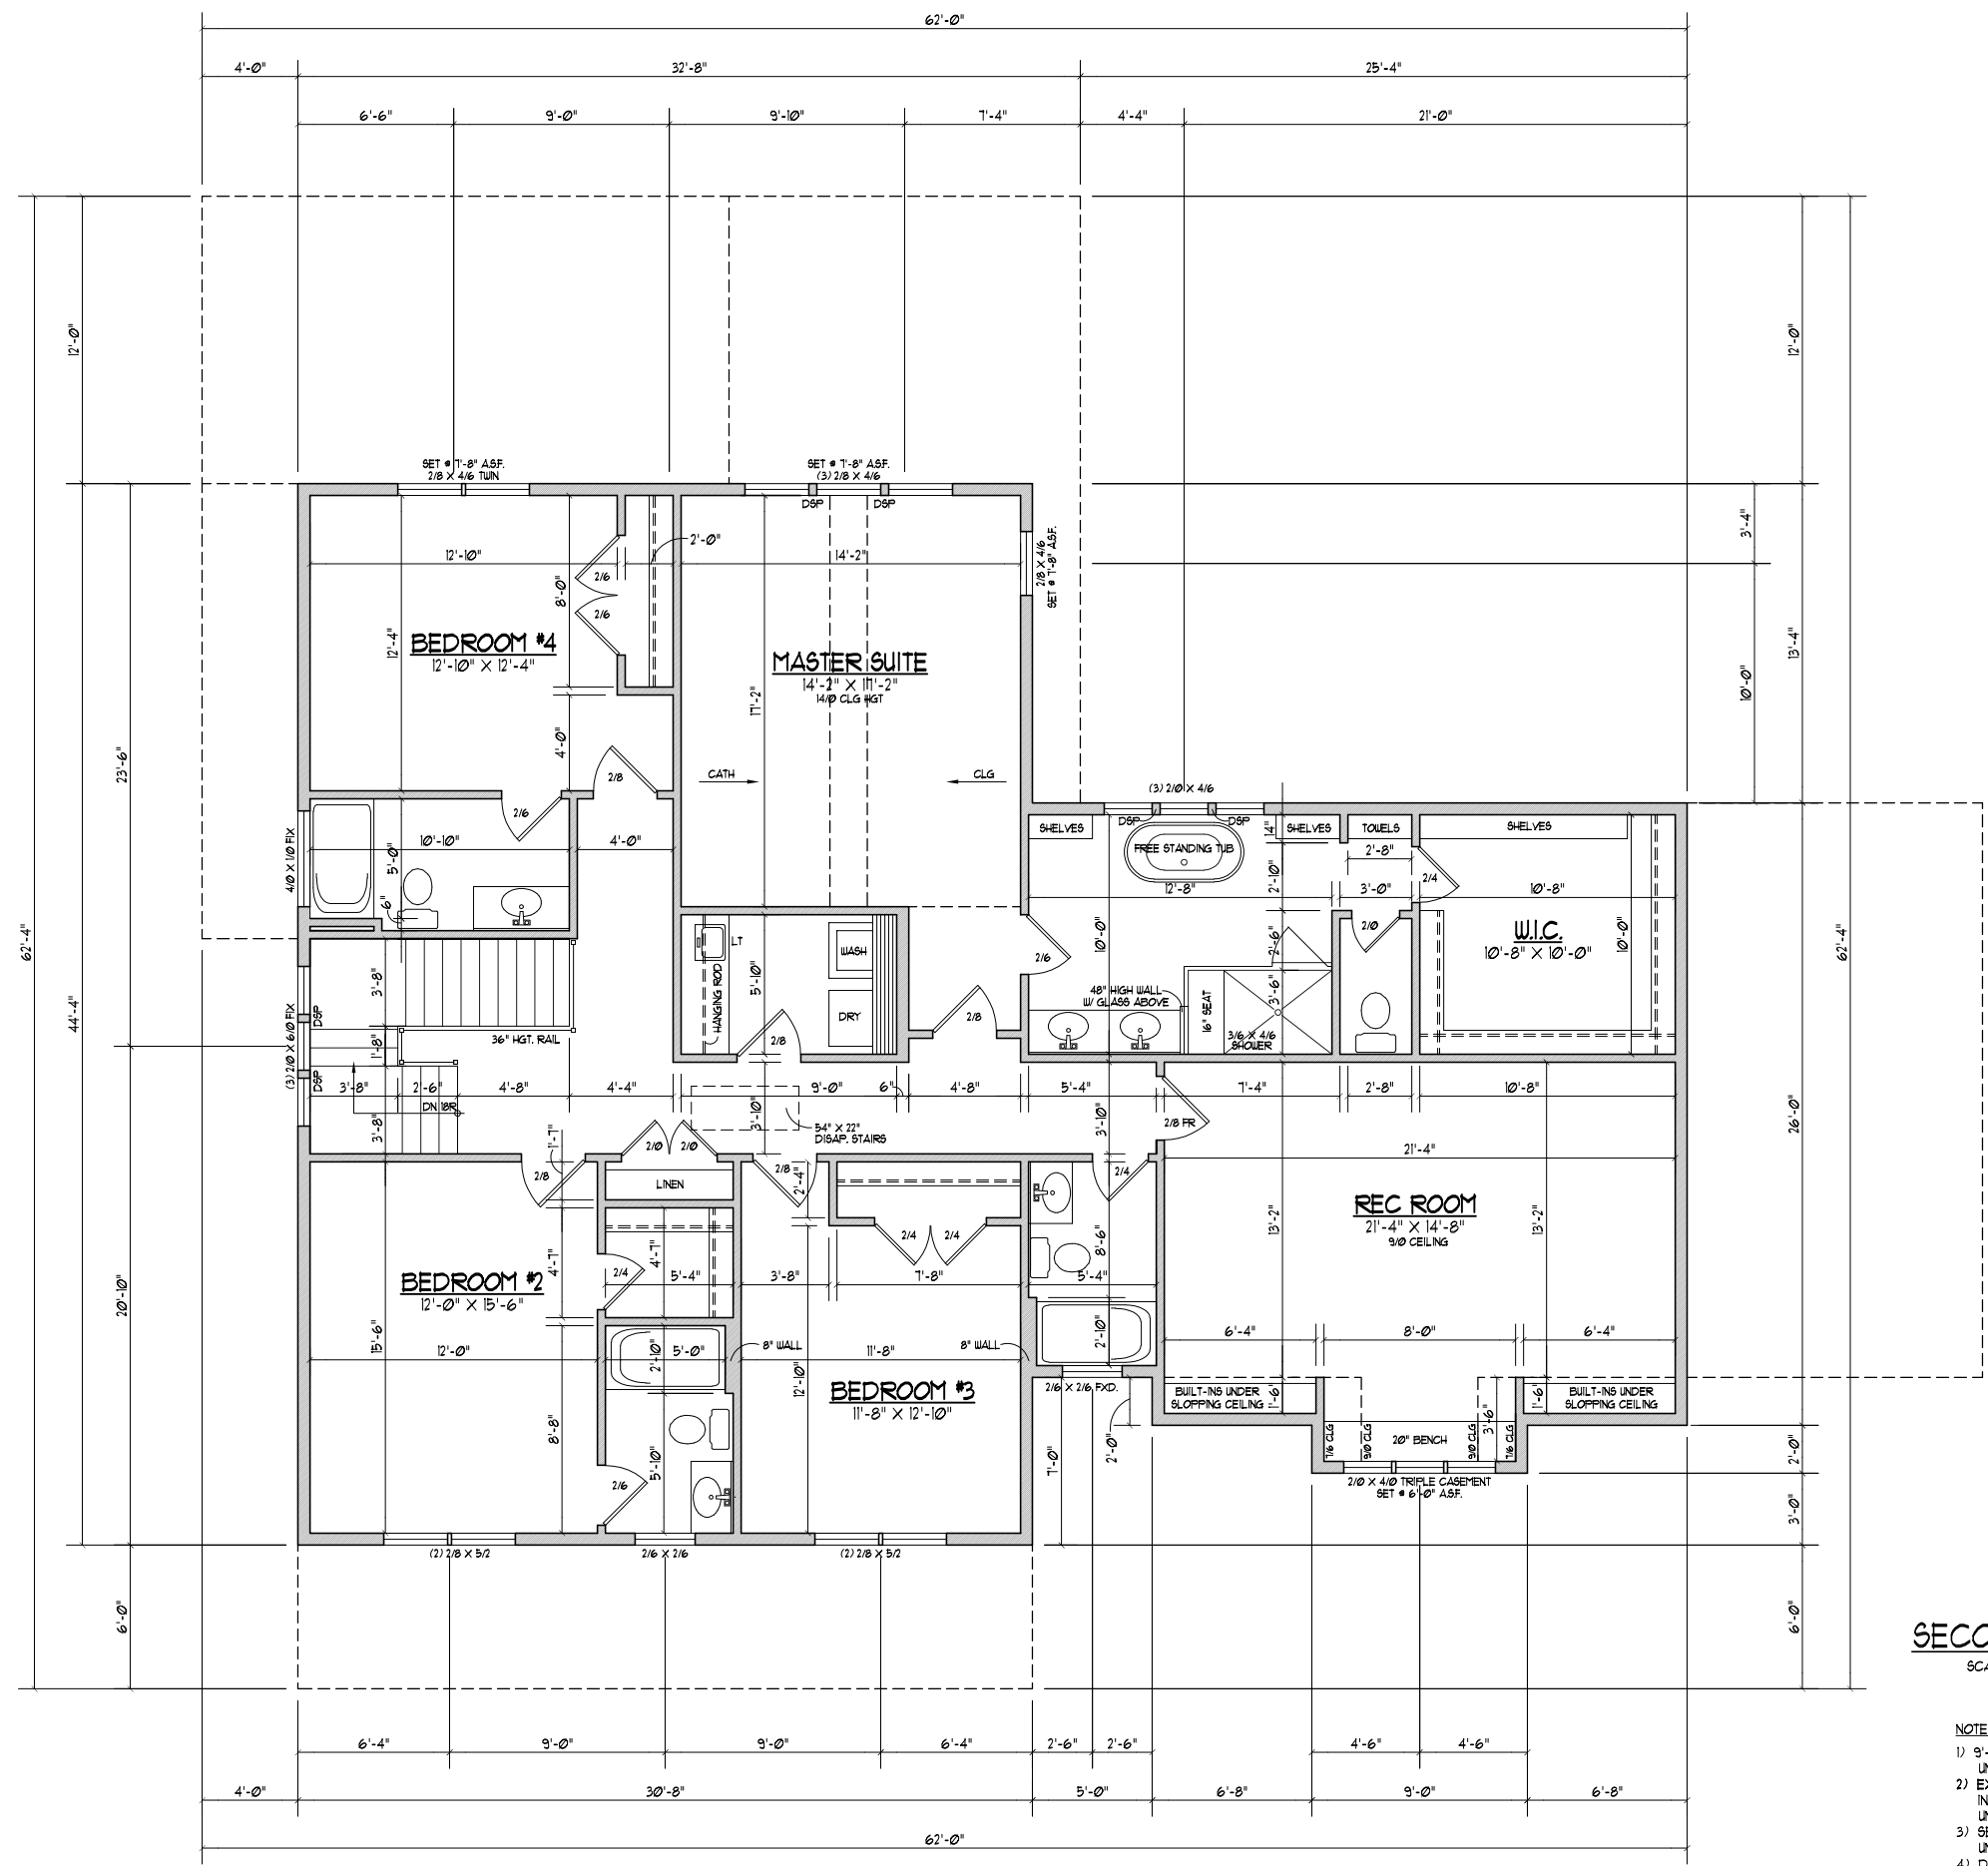 62'-0"
4'-0" 32'-8" 25'-4"
6'-6" 9'-0" 9'-10" 7'-4" 4'-4" 21'-0"
12'-0"
12'-0"
SET @ 7'-8" A.S.F.
2/8 X 4/6 TWIN
SET @ 7'-8" A.S.F.
(3) 2/8 X 4/6
DSP DSP
2/8 X 4/6
SET @ 7'-8" A.S.F.
3'-4"
12'-10" 2'-0" 14'-2"
2/6
8'-0"
2/6
BEDROOM #4
12'-10" X 12'-4"
12'-4"
MASTER SUITE
14'-2" X 17'-2"
14/0 CLG HGT
17'-2"
13'-4"
10'-0"
4'-0"
2/8
CATH CLG
23'-6"
(3) 2/0 X 4/6
2/6
DSP DSP
SHELVES 14" SHELVES TOWELS SHELVES
4/0 X 1/0 FIX
10'-10" 4'-0"
5'-0"
6"
FREE STANDING TUB
2'-8"
12'-8" 2'-10" 3'-0" 2/4 10'-8"
62'-4"
10'-0"
2/6
2'-6"
2/0
W.I.C.
10'-8" X 10'-0"
10'-0"
62'-4"
LT
WASH
HANGING ROD
5'-10"
DRY
3'-8"
44'-4"
48" HIGH WALL
W/ GLASS ABOVE
16" SEAT
3'-6"
3/6 X 4/6
SHOWER
2/8
2/8
(3) 2/0 X 6/0 FIX
DSP
DSP
1'-8"
36" HGT. RAIL
3'-8" 2'-6" 4'-8" 4'-4" 9'-0" 6" 4'-8" 5'-4" 7'-4" 2'-8" 10'-8"
DN 18R
3'-8"
3'-10"
54" X 22"
DISAP. STAIRS
3'-10"
2/8 FR
26'-0"
1'-7"
2/0 2/0
2/8
LINEN
2/8
2'-4"
2/4
21'-4"
REC ROOM
21'-4" X 14'-8"
9/0 CEILING
13'-2"
13'-2"
2/4 2/4
8'-6"
BEDROOM #2
12'-0" X 15'-6"
4'-7"
2/4
4'-7"
5'-4" 3'-8" 7'-8" 5'-4"
20'-10"
15'-6"
12'-0"
2'-10"
5'-0"
8" WALL
11'-8"
8" WALL
2'-10"
6'-4" 8'-0" 6'-4"
12'-10"
BEDROOM #3
11'-8" X 12'-10"
2/6 X 2/6 FXD.
BUILT-INS UNDER
SLOPPING CEILING
1'-6"
1'-6"
BUILT-INS UNDER
SLOPPING CEILING
8'-8"
5'-10"
2/6
7'-0"
2'-0"
7/6 CLG
9/0 CLG
20" BENCH
9/0 CLG
3'-6"
7/6 CLG
2'-0"
2/0 X 4/0 TRIPLE CASEMENT
SET @ 6'-0" A.S.F.
3'-0"
(2) 2/8 X 5/2 2/6 X 2/6 (2) 2/8 X 5/2
6'-0"
6'-0"
SECO
SCA
NOTE
1) 9'-
UN
2) EX
IN
UN
3) SE
UN
4) D
6'-4" 9'-0" 9'-0" 6'-4" 2'-6" 2'-6" 4'-6" 4'-6"
4'-0" 30'-8" 5'-0" 6'-8" 9'-0" 6'-8"
62'-0"